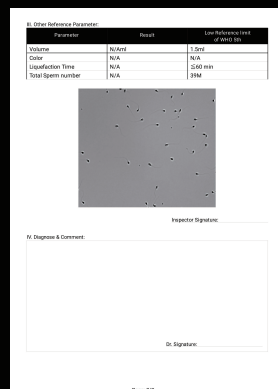 III. Other Reference Parameter:
Parameter Result Low Reference limit
of WHO 5th
Volume N/Aml 1.5ml
Color N/A N/A
Liquefaction Time N/A ≤60 min
Total Sperm number N/A 39M
Inspector Signature:
IV. Diagnose & Comment:
Dr. Signature: